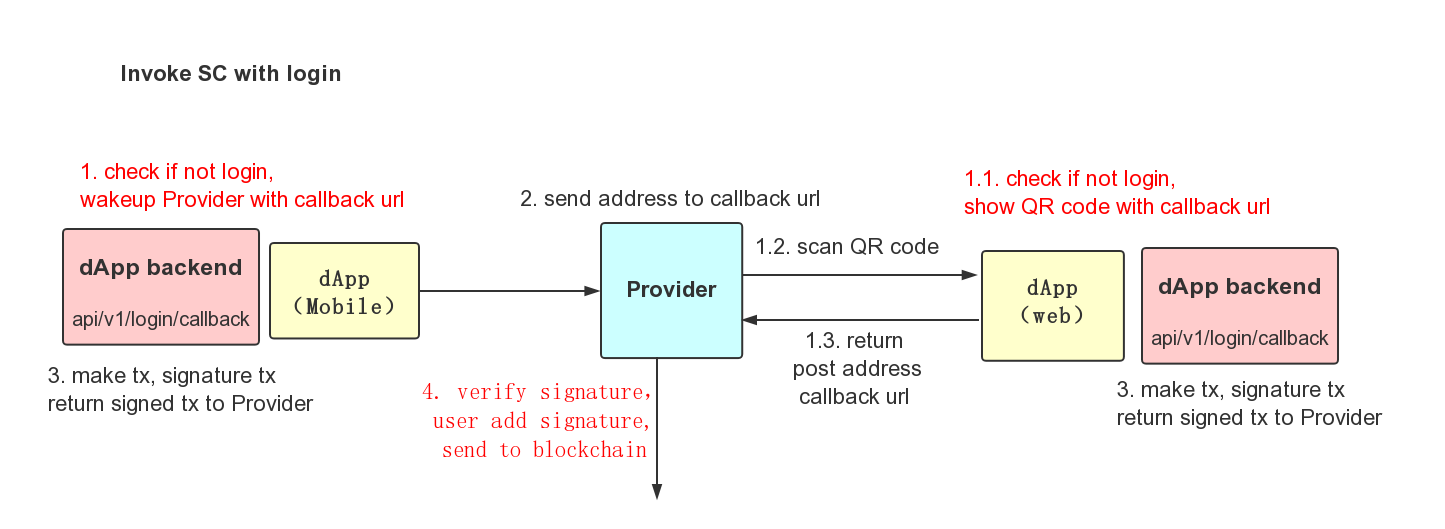 Invoke SC with login
1. check if not login,
wakeup Provider with callback url
dApp backend
api/v1/login/callback
dApp
(Mobile)
3. make tx, signature tx
return signed tx to Provider
2. send address to callback url
Provider
1.2. scan QR code
1.3. return
post address
callback url
4. verify signature,
user add signature,
send to blockchain
1.1. check if not login,
show QR code with callback url
dApp
(web)
dApp backend
api/v1/login/callback
3. make tx, signature tx
return signed tx to Provider